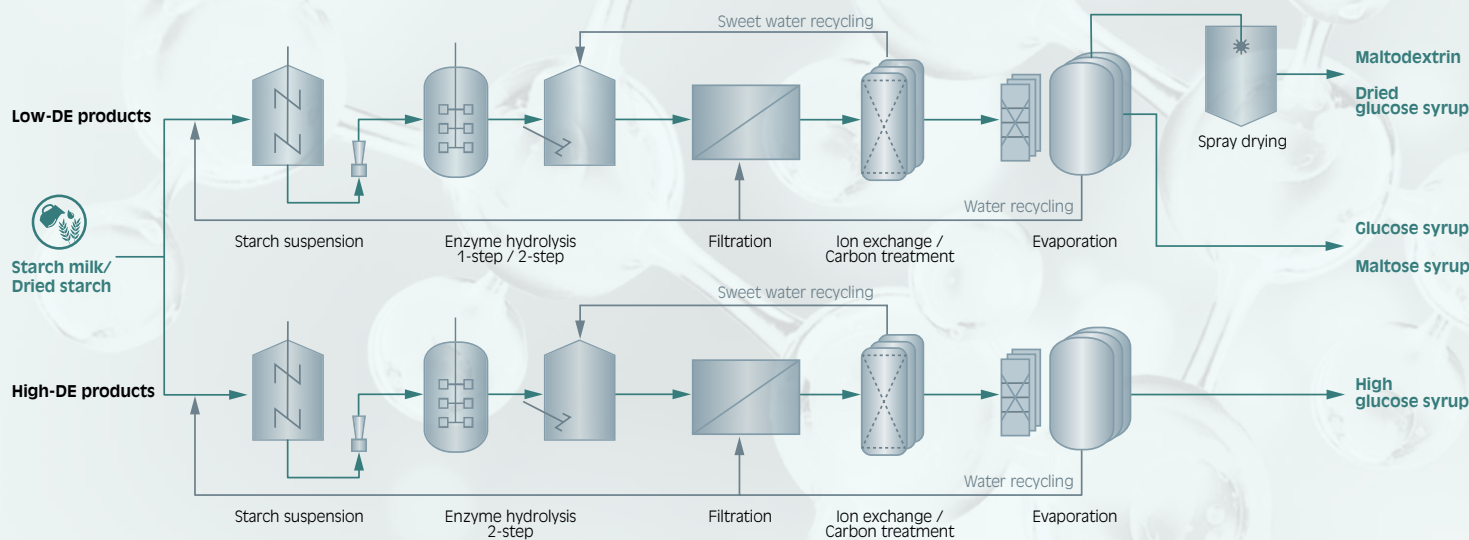 Sweet water recycling
Maltodextrin
Dried
glucose syrup
Low-DE products
Spray drying
Water recycling
Starch suspension
Enzyme hydrolysis
1-step / 2-step
Filtration
Ion exchange /
Carbon treatment
Evaporation
Glucose syrup
Maltose syrup
Starch milk/
Dried starch
Sweet water recycling
High-DE products
High
glucose syrup
Water recycling
Starch suspension
Enzyme hydrolysis
2-step
Filtration
Ion exchange /
Carbon treatment
Evaporation